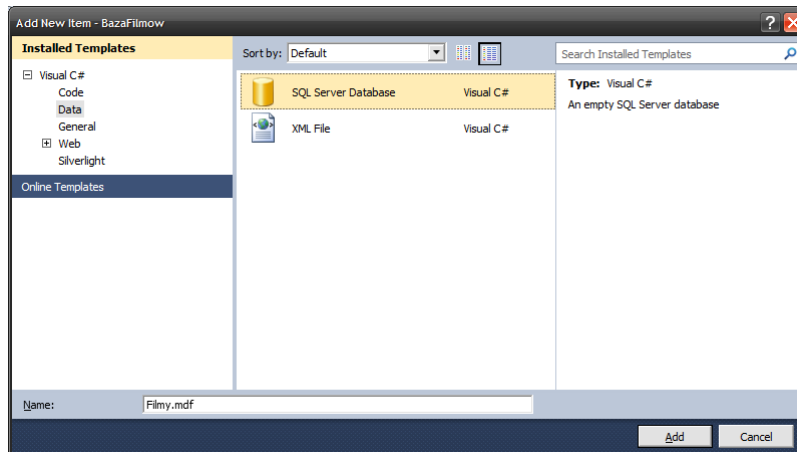 Add New Item - BazaFilmow
Installed Templates
Sort by: Default
Search Installed Templates
Visual C#
Code
Data
General
Web
Silverlight
Online Templates
SQL Server Database Visual C#
XML File Visual C#
Type: Visual C#
An empty SQL Server database
Name: Filmy.mdf
Add Cancel